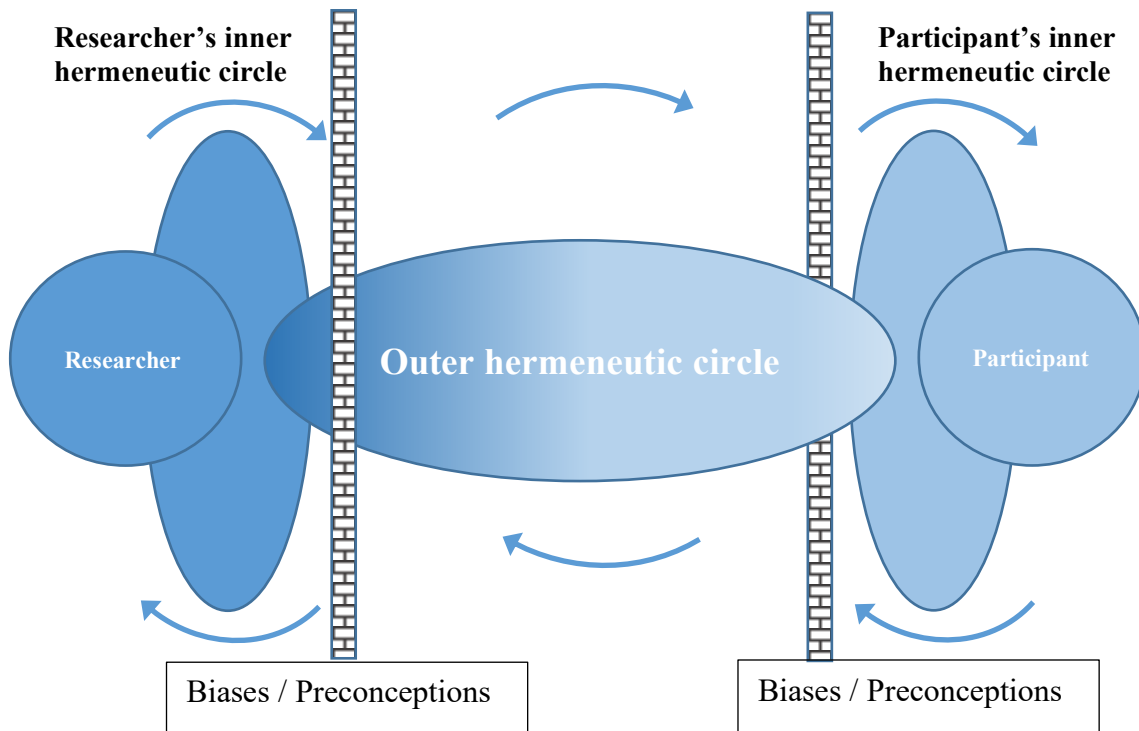 Researcher's inner
hermeneutic circle
Participant's inner
hermeneutic circle
Researcher
Outer hermeneutic circle
Participant
Biases / Preconceptions
Biases / Preconceptions